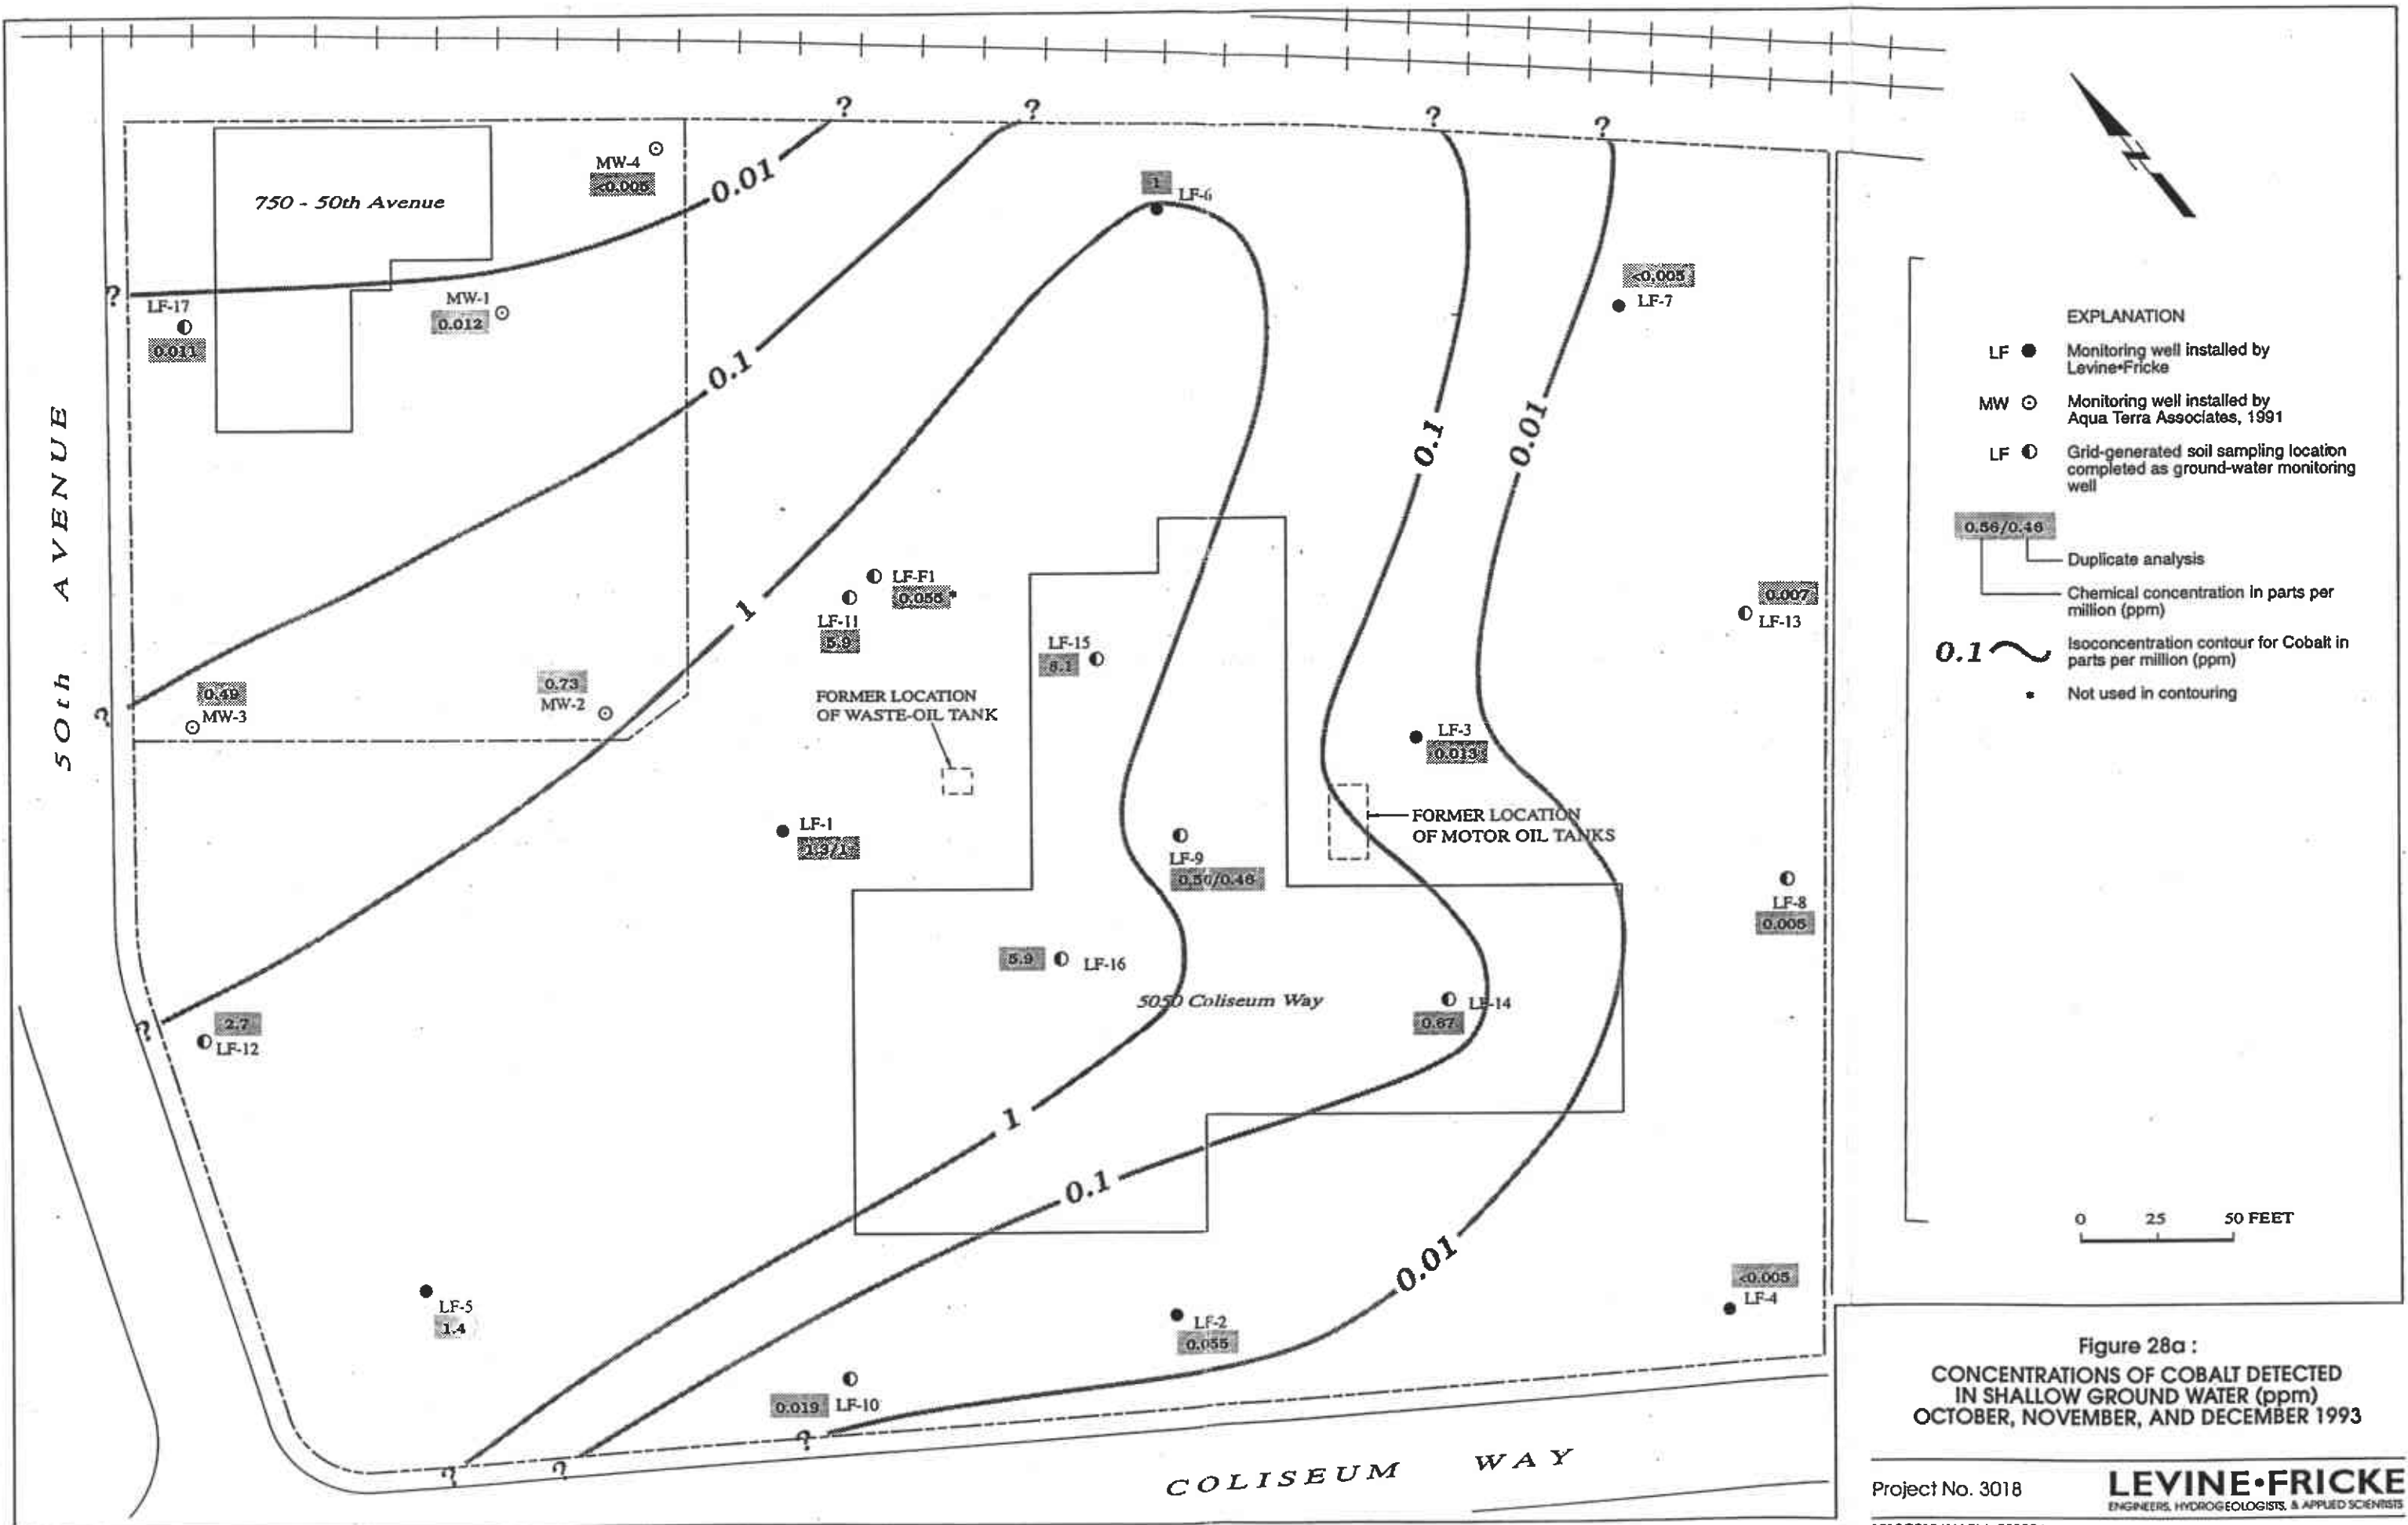 ?
?
?
?
MW-4
<0.005
0.01
750 - 50th Avenue
1
LF-6
<0.005
LF-7
?
LF-17
0.011
MW-1
0.012
0.1
0.1
0.01
50th AVENUE
LF-F1
0.055 *
LF-11
5.9
1
LF-15
0.007
LF-13
0.49
MW-3
?
0.73
MW-2
FORMER LOCATION
OF WASTE-OIL TANK
LF-3
0.013
LF-1
1.3/1
FORMER LOCATION
OF MOTOR OIL TANKS
LF-9
0.56/0.46
LF-8
0.005
5.9
LF-16
5050 Coliseum Way
LF-14
0.67
?
2.7
LF-12
1
0.1
0.01
LF-5
1.4
LF-2
0.055
<0.005
LF-4
0.019
LF-10
?
?
?
COLISEUM WAY
EXPLANATION
LF Monitoring well installed by
Levine•Fricke
MW Monitoring well installed by
Aqua Terra Associates, 1991
LF Grid-generated soil sampling location
completed as ground-water monitoring
well
0.56/0.46
Duplicate analysis
Chemical concentration in parts per
million (ppm)
0.1 Isoconcentration contour for Cobalt in
parts per million (ppm)
* Not used in contouring
0 25 50 FEET
Figure 28a :
CONCENTRATIONS OF COBALT DETECTED
IN SHALLOW GROUND WATER (ppm)
OCTOBER, NOVEMBER, AND DECEMBER 1993
Project No. 3018
LEVINE•FRICKE
ENGINEERS, HYDROGEOLOGISTS, & APPLIED SCIENTISTS